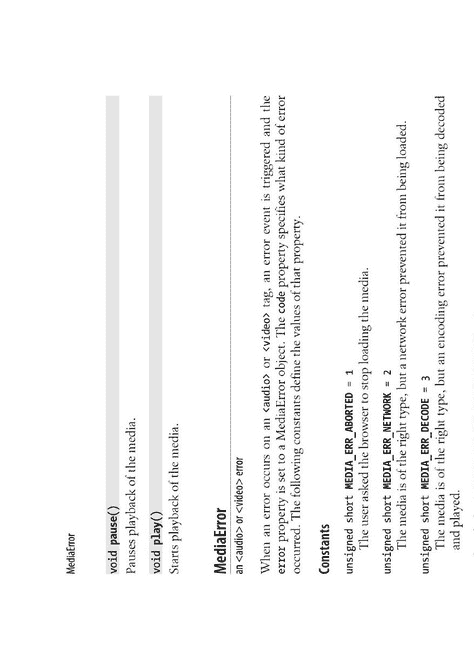 MediaError
void pause()
Pauses playback of the media.
void play()
Starts playback of the media.
MediaError
an <audio> or <video> error
When an error occurs on an <audio> or <video> tag, an error event is triggered and the
error property is set to a MediaError object. The code property specifies what kind of error
occurred. The following constants define the values of that property.
Constants
unsigned short MEDIA_ERR_ABORTED = 1
The user asked the browser to stop loading the media.
unsigned short MEDIA_ERR_NETWORK = 2
The media is of the right type, but a network error prevented it from being loaded.
unsigned short MEDIA_ERR_DECODE = 3
The media is of the right type, but an encoding error prevented it from being decoded
and played.